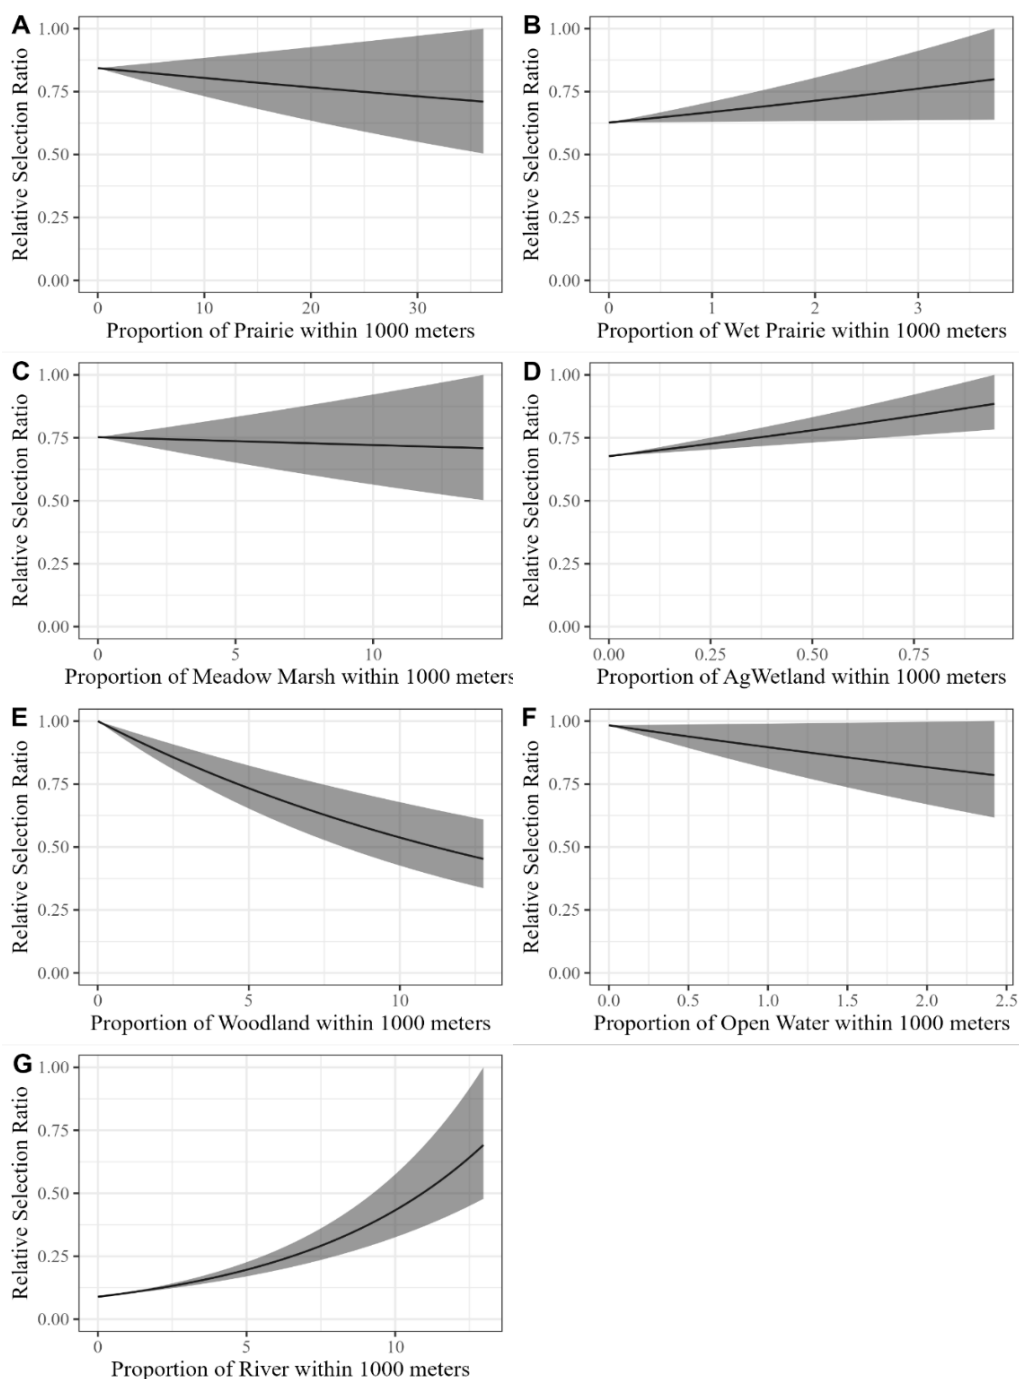 A
Relative Selection Ratio
1.00
0.75
0.50
0.25
0.00
0 10 20 30
Proportion of Prairie within 1000 meters
B
Relative Selection Ratio
1.00
0.75
0.50
0.25
0.00
0 1 2 3
Proportion of Wet Prairie within 1000 meters
C
Relative Selection Ratio
1.00
0.75
0.50
0.25
0.00
0 5 10
Proportion of Meadow Marsh within 1000 meters
D
Relative Selection Ratio
1.00
0.75
0.50
0.25
0.00
0.00 0.25 0.50 0.75
Proportion of AgWetland within 1000 meters
E
Relative Selection Ratio
1.00
0.75
0.50
0.25
0.00
0 5 10
Proportion of Woodland within 1000 meters
F
Relative Selection Ratio
1.00
0.75
0.50
0.25
0.00
0.0 0.5 1.0 1.5 2.0 2.5
Proportion of Open Water within 1000 meters
G
Relative Selection Ratio
1.00
0.75
0.50
0.25
0.00
0 5 10
Proportion of River within 1000 meters